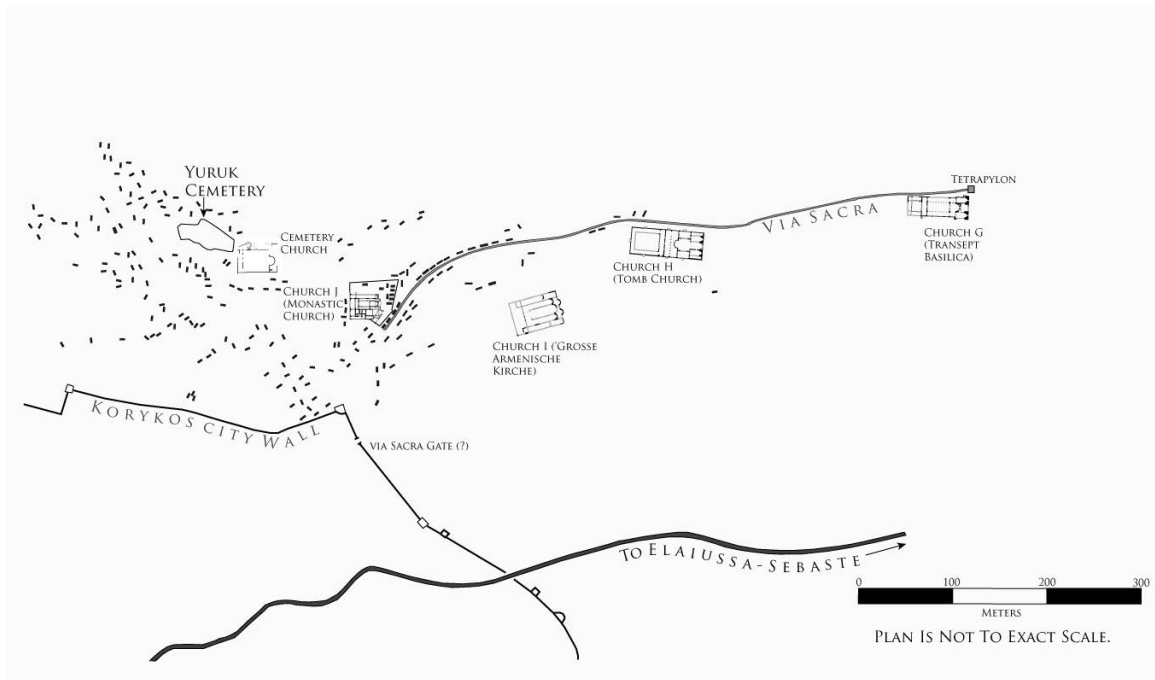 Yuruk
Cemetery
Cemetery
Church
Church J
(Monastic
Church)
Church I ('Grosse
Armenische
Kirche)
Church H
(Tomb Church)
Via Sacra
Tetrapylon
Church G
(Transept
Basilica)
Korykos City Wall
via Sacra Gate (?)
To Elaiussa-Sebaste
0 100 200 300
Meters
Plan Is Not To Exact Scale.